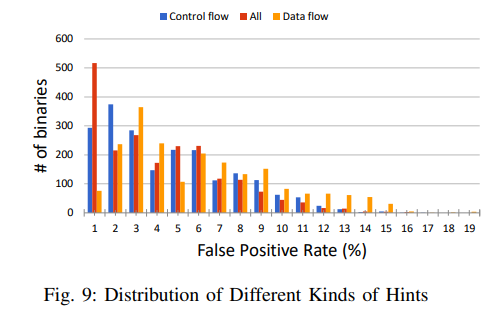 Control flow All Data flow
600
500
400
300
200
100
0
# of binaries
1 2 3 4 5 6 7 8 9 10 11 12 13 14 15 16 17 18 19
False Positive Rate (%)
Fig. 9: Distribution of Different Kinds of Hints